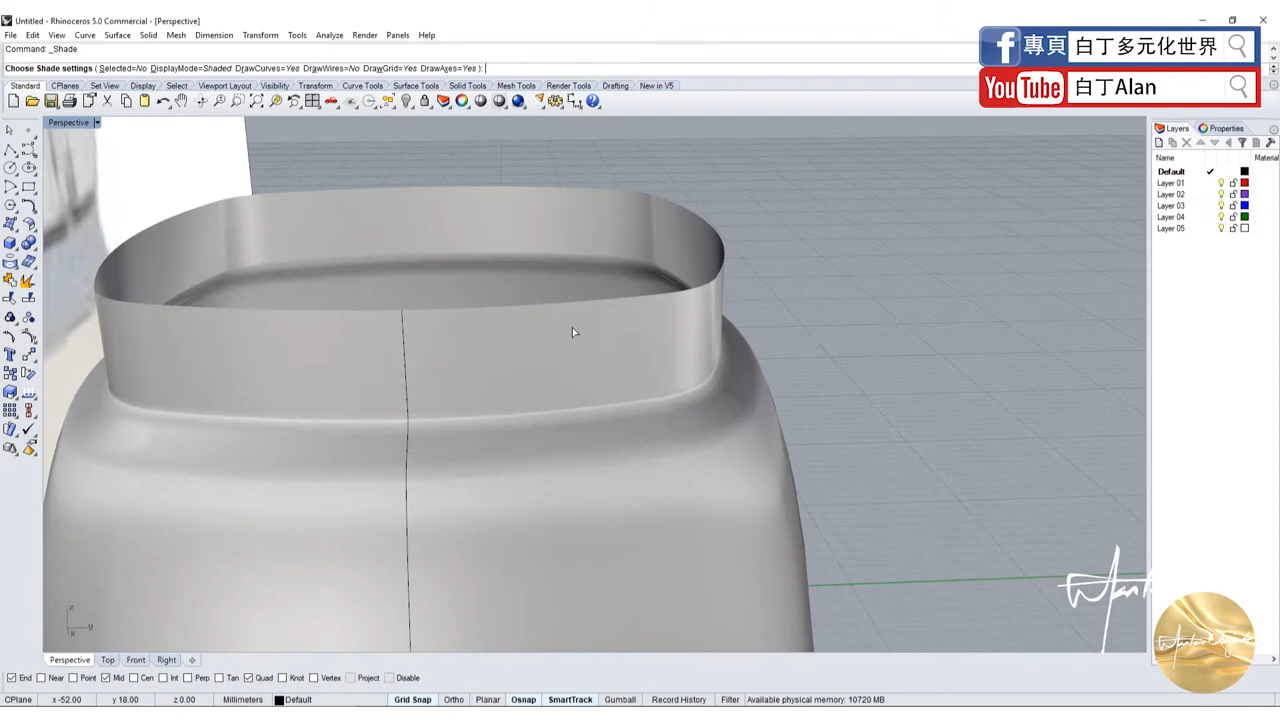 Untitled - Rhinoceros 5.0 Commercial - [Perspective]
File Edit View Curve Surface Solid Mesh Dimension Transform Tools Analyze Render Panels Help
Command: _Shade
Choose Shade settings ( Selected=No DisplayMode=Shaded DrawCurves=Yes DrawWires=No DrawGrid=Yes DrawAxes=Yes ):
Standard CPlanes Set View Display Select Viewport Layout Visibility Transform Curve Tools Surface Tools Solid Tools Mesh Tools Render Tools Drafting New in V5
專頁 白丁多元化世界
YouTube 白丁Alan
Perspective
Layers Properties
Name Material
Default
Layer 01
Layer 02
Layer 03
Layer 04
Layer 05
z
y
x
Perspective Top Front Right
End Near Point Mid Cen Int Perp Tan Quad Knot Vertex Project Disable
CPlane x -52.00 y 18.00 z 0.00 Millimeters Default Grid Snap Ortho Planar Osnap SmartTrack Gumball Record History Filter Available physical memory: 10720 MB